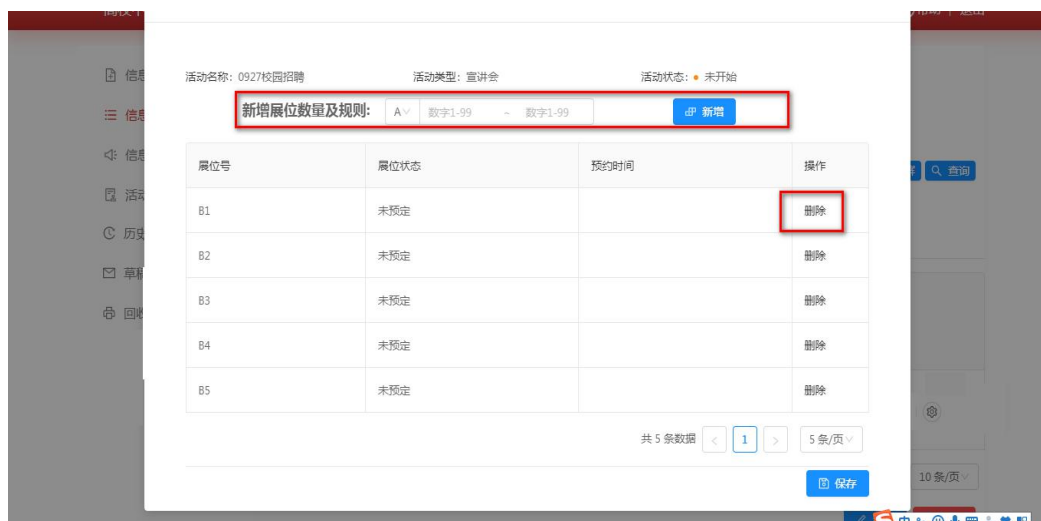 活动名称: 0927校园招聘 活动类型: 宣讲会 活动状态: 未开始
信息
新增展位数量及规则: A 数字1-99 ~ 数字1-99 新增
信息
信息
展位号 展位状态 预约时间 操作
查询
活动
B1 未预定 删除
历史
B2 未预定 删除
草稿
B3 未预定 删除
回收
B4 未预定 删除
B5 未预定 删除
共 5 条数据 < 1 > 5 条/页
10 条/页
保存